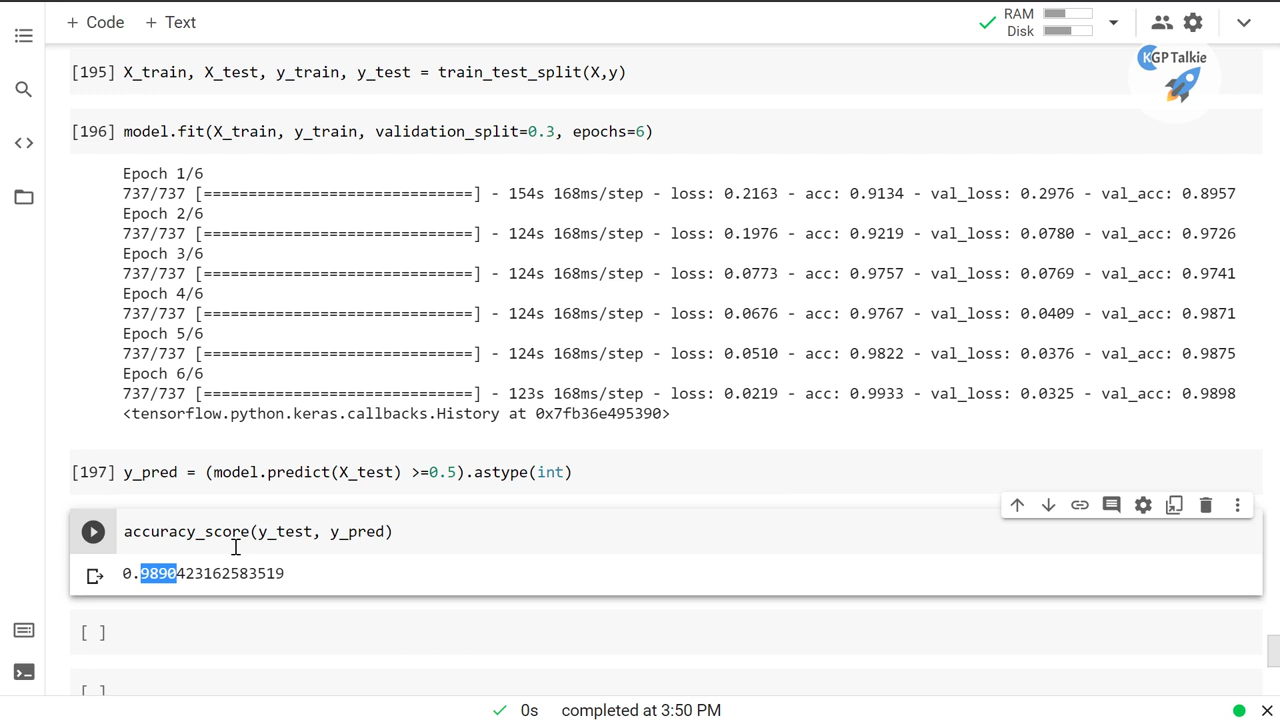 + Code + Text
RAM
Disk
KGP Talkie
[195] X_train, X_test, y_train, y_test = train_test_split(X,y)
[196] model.fit(X_train, y_train, validation_split=0.3, epochs=6)
Epoch 1/6
737/737 [==============================] - 154s 168ms/step - loss: 0.2163 - acc: 0.9134 - val_loss: 0.2976 - val_acc: 0.8957
Epoch 2/6
737/737 [==============================] - 124s 168ms/step - loss: 0.1976 - acc: 0.9219 - val_loss: 0.0780 - val_acc: 0.9726
Epoch 3/6
737/737 [==============================] - 124s 168ms/step - loss: 0.0773 - acc: 0.9757 - val_loss: 0.0769 - val_acc: 0.9741
Epoch 4/6
737/737 [==============================] - 124s 168ms/step - loss: 0.0676 - acc: 0.9767 - val_loss: 0.0409 - val_acc: 0.9871
Epoch 5/6
737/737 [==============================] - 124s 168ms/step - loss: 0.0510 - acc: 0.9822 - val_loss: 0.0376 - val_acc: 0.9875
Epoch 6/6
737/737 [==============================] - 123s 168ms/step - loss: 0.0219 - acc: 0.9933 - val_loss: 0.0325 - val_acc: 0.9898
<tensorflow.python.keras.callbacks.History at 0x7fb36e495390>
[197] y_pred = (model.predict(X_test) >=0.5).astype(int)
accuracy_score(y_test, y_pred)
0.9890423162583519
[ ]
[ ]
0s completed at 3:50 PM